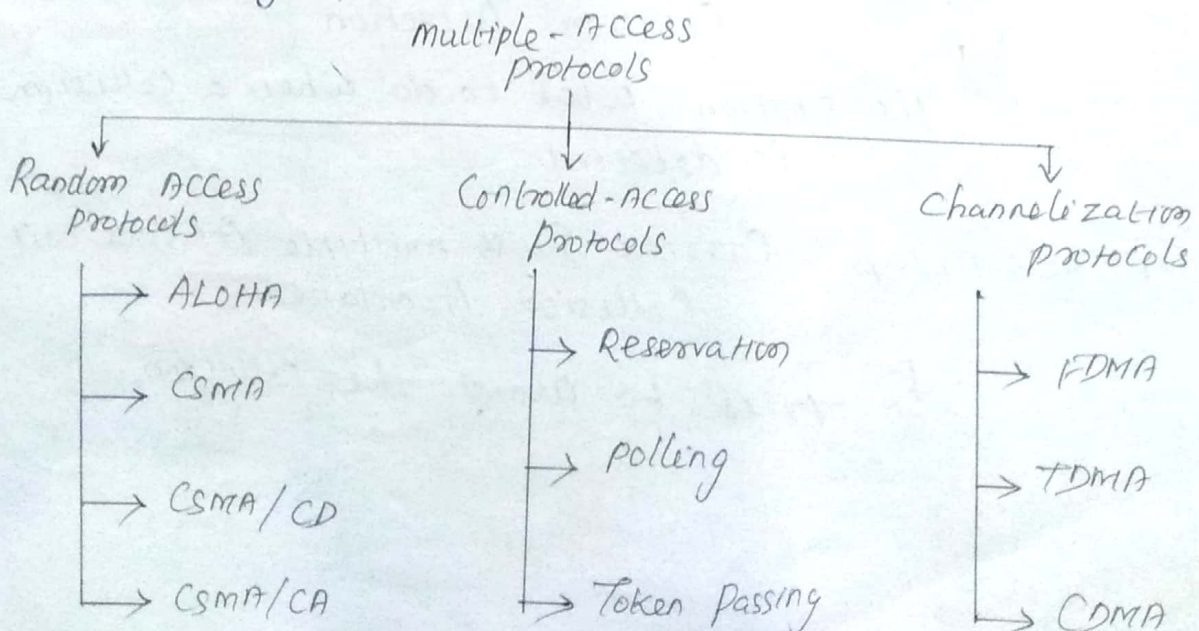 Multiple-Access
Protocols
Random Access
Protocols
ALOHA
CSMA
CSMA/CD
CSMA/CA
Controlled-Access
Protocols
Reservation
Polling
Token Passing
Channelization
Protocols
FDMA
TDMA
CDMA